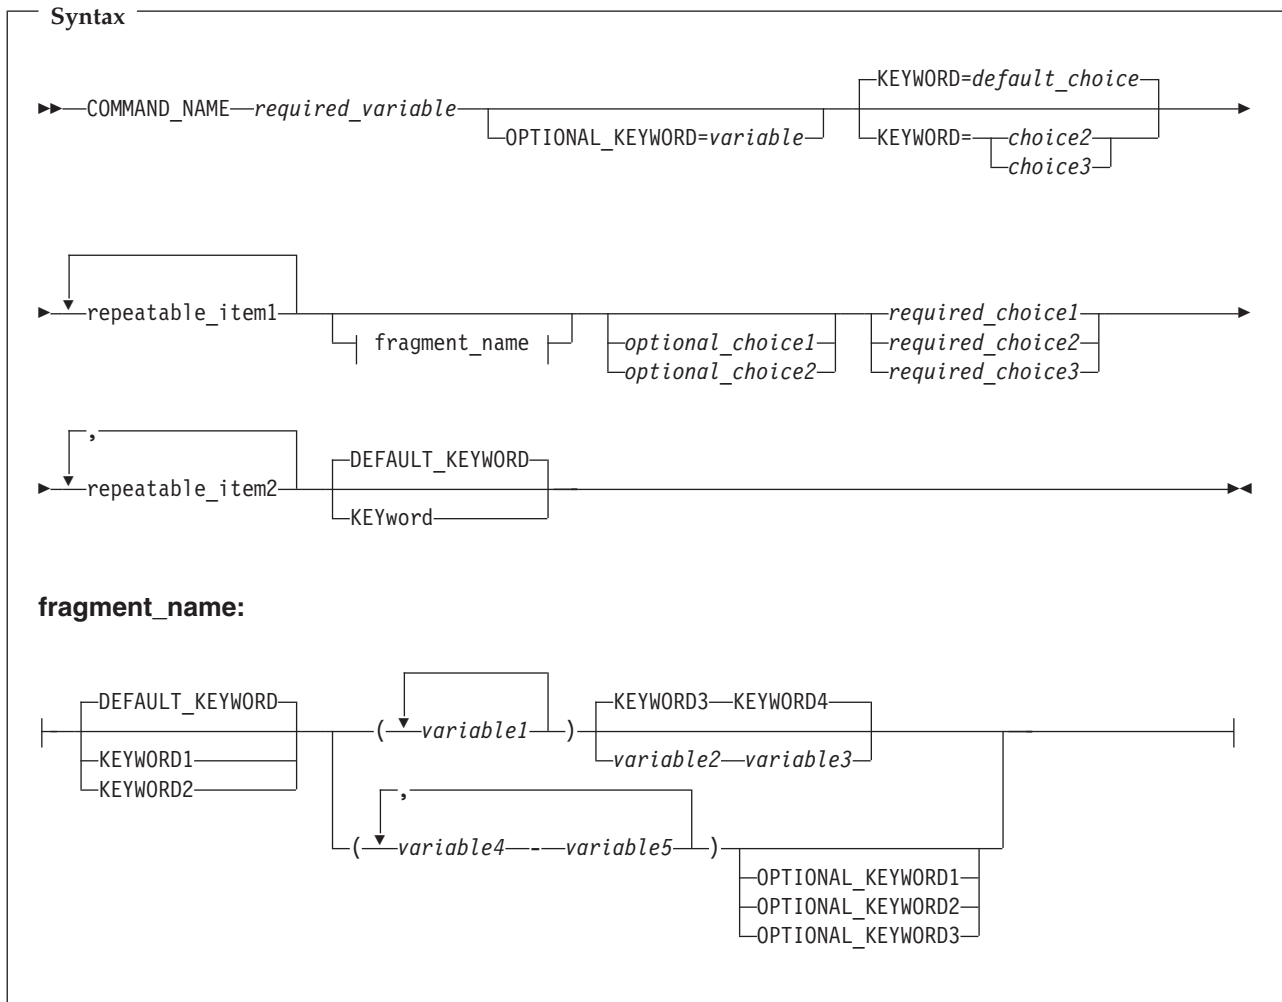 Syntax
KEYWORD=default_choice
COMMAND_NAME required_variable
OPTIONAL_KEYWORD=variable KEYWORD= choice2
choice3
repeatable_item1 required_choice1
fragment_name optional_choice1 required_choice2
optional_choice2 required_choice3
,
DEFAULT_KEYWORD
repeatable_item2
KEYword
fragment_name:
DEFAULT_KEYWORD KEYWORD3 KEYWORD4
( variable1 )
KEYWORD1 variable2 variable3
KEYWORD2
,
( variable4 - variable5 )
OPTIONAL_KEYWORD1
OPTIONAL_KEYWORD2
OPTIONAL_KEYWORD3